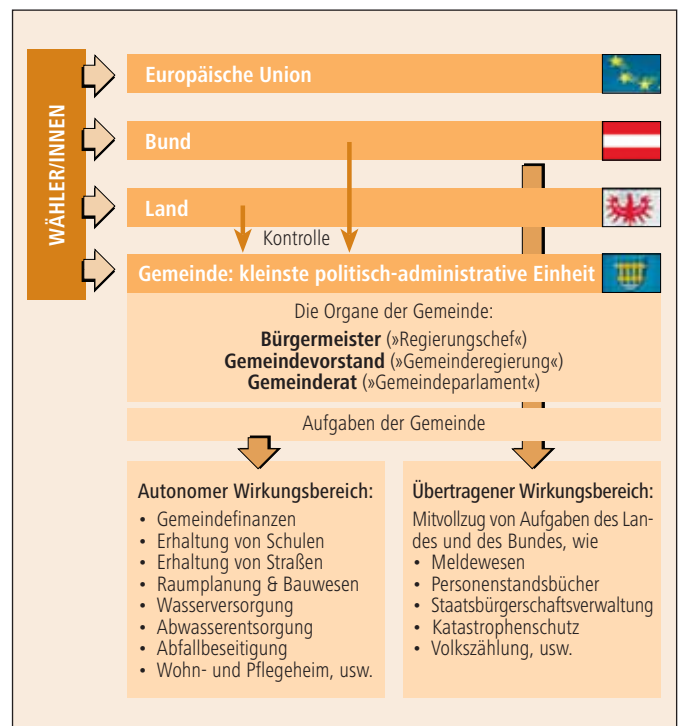 WÄHLER/INNEN
Europäische Union
Bund
Land
Kontrolle
Gemeinde: kleinste politisch-administrative Einheit
Die Organe der Gemeinde:
Bürgermeister (»Regierungschef«)
Gemeindevorstand (»Gemeinderegierung«)
Gemeinderat (»Gemeindeparlament«)
Aufgaben der Gemeinde
Autonomer Wirkungsbereich:
• Gemeindefinanzen
• Erhaltung von Schulen
• Erhaltung von Straßen
• Raumplanung & Bauwesen
• Wasserversorgung
• Abwasserentsorgung
• Abfallbeseitigung
• Wohn- und Pflegeheim, usw.
Übertragener Wirkungsbereich:
Mitvollzug von Aufgaben des Lan-
des und des Bundes, wie
• Meldewesen
• Personenstandsbücher
• Staatsbürgerschaftsverwaltung
• Katastrophenschutz
• Volkszählung, usw.